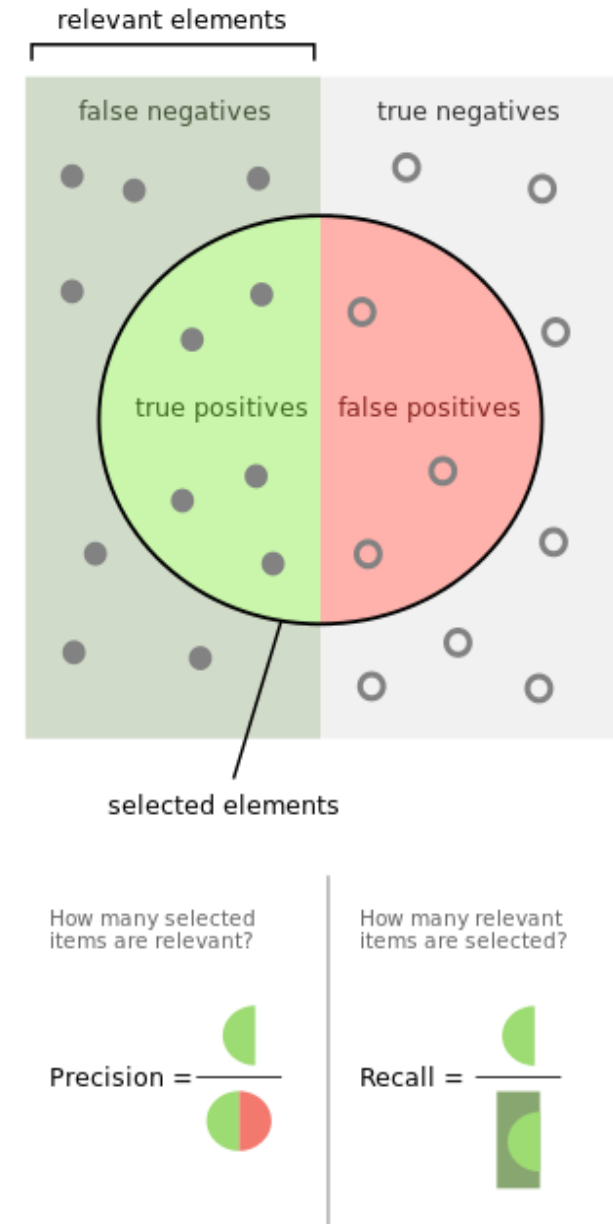 relevant elements
false negatives
true negatives
true positives
false positives
selected elements
How many selected
items are relevant?
How many relevant
items are selected?
Precision =
Recall =